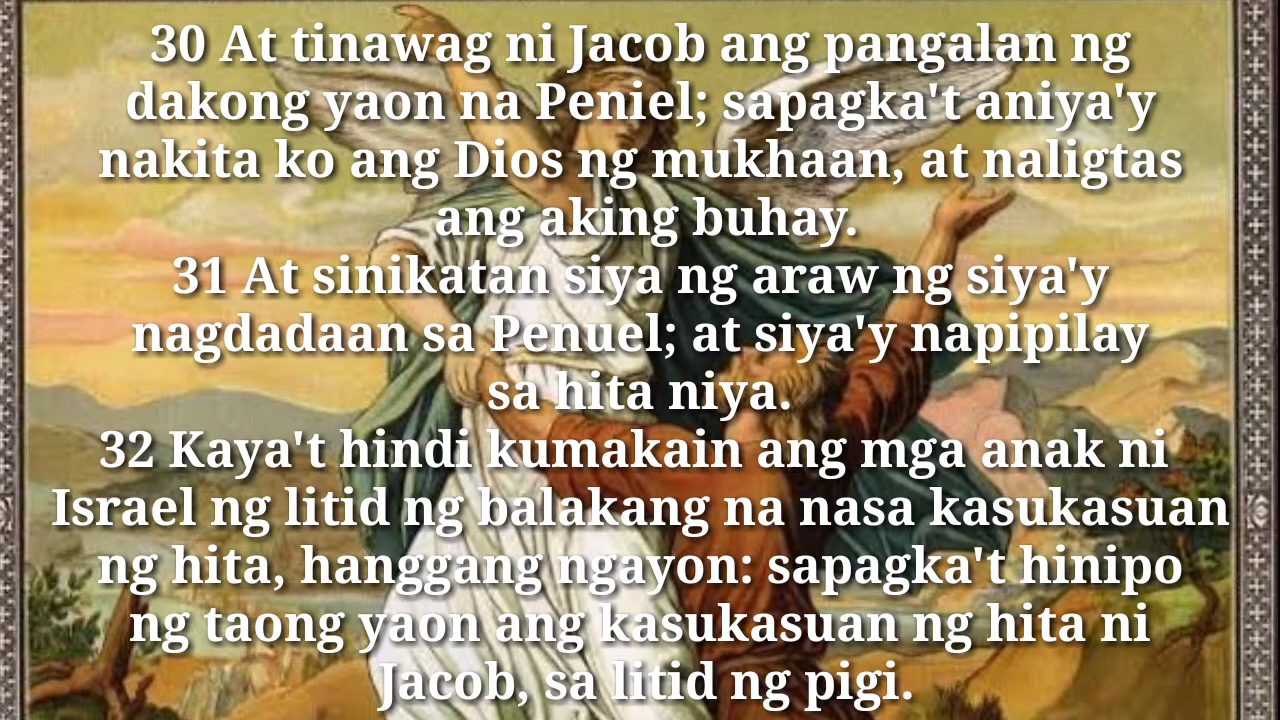 30 At tinawag ni Jacob ang pangalan ng
dakong yaon na Peniel; sapagka't aniya'y
nakita ko ang Dios ng mukhaan, at naligtas
ang aking buhay.
31 At sinikatan siya ng araw ng siya'y
nagdadaan sa Penuel; at siya'y napipilay
sa hita niya.
32 Kaya't hindi kumakain ang mga anak ni
Israel ng litid ng balakang na nasa kasukasuan
ng hita, hanggang ngayon: sapagka't hinipo
ng taong yaon ang kasukasuan ng hita ni
Jacob, sa litid ng pigi.